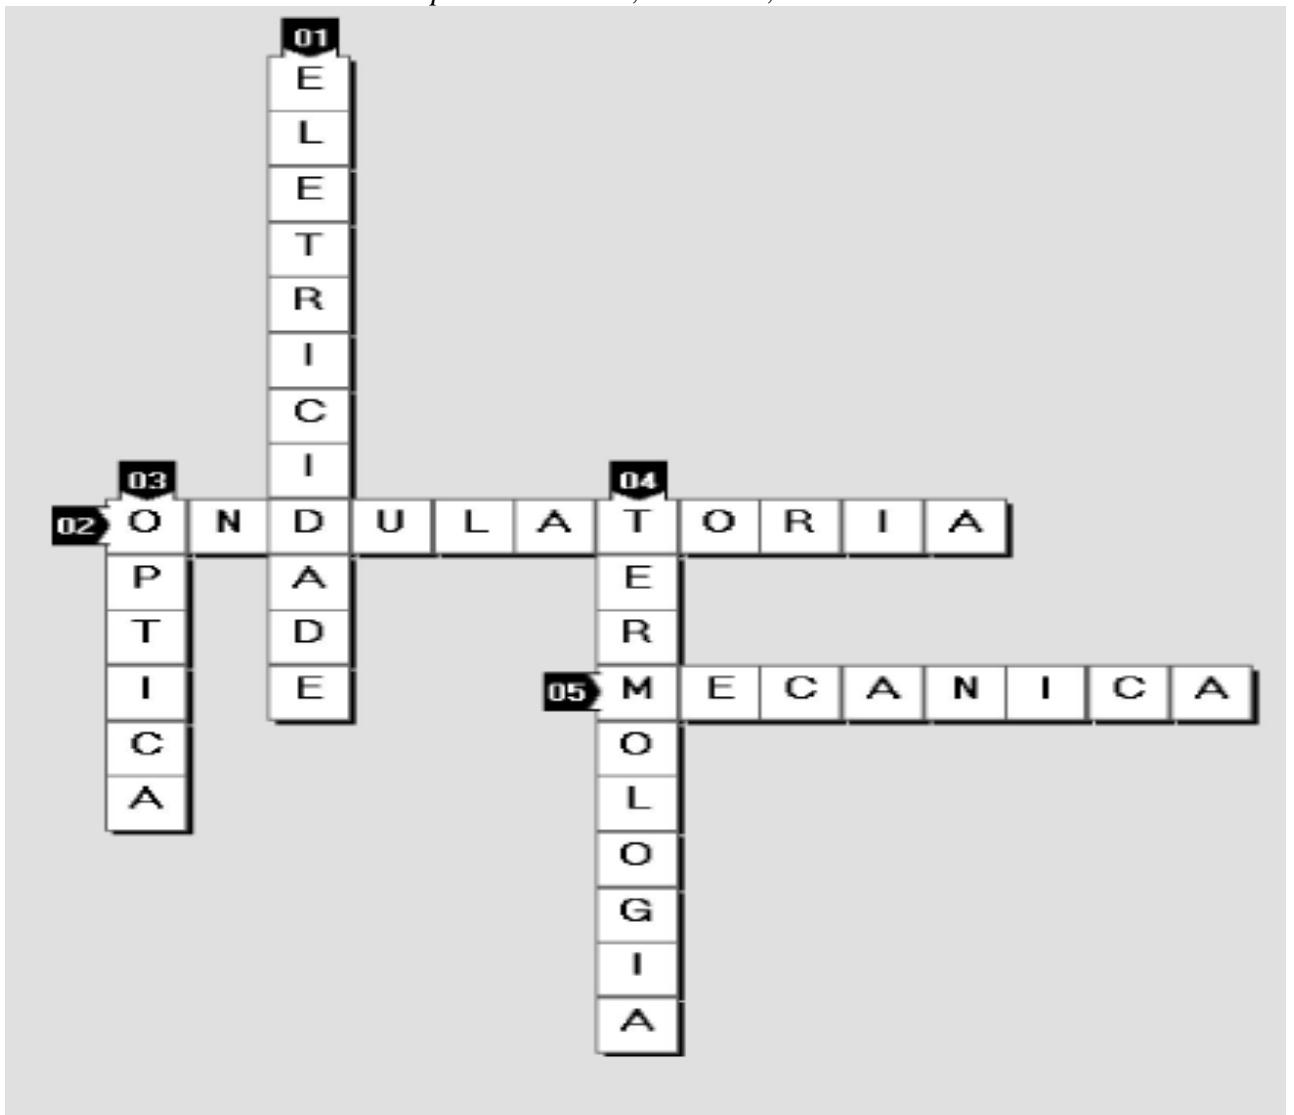 01
ELETRICIDADE
03
OPTICA
04
TERMOLOGIA
02
ONDULATORIA
05
MECANICA